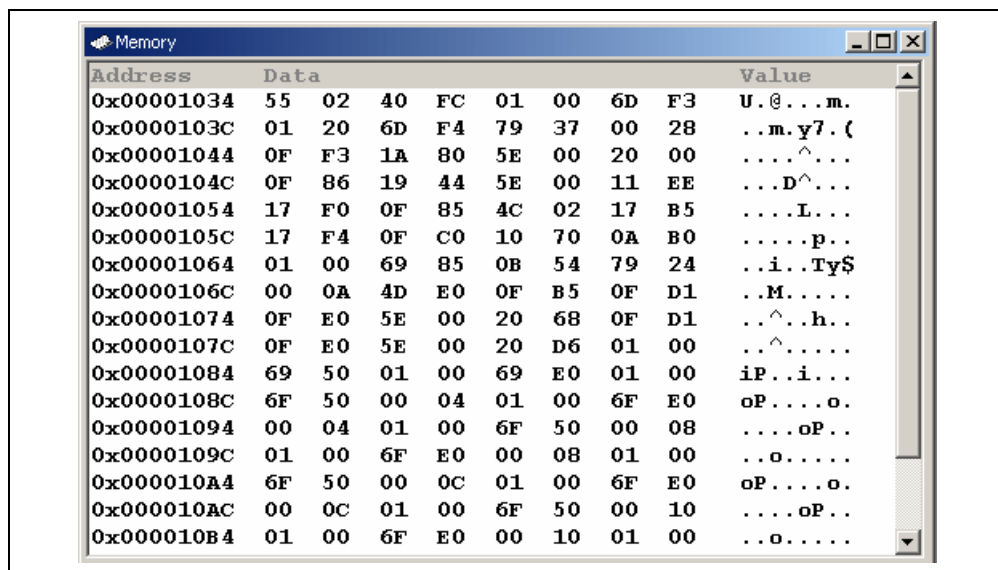 Memory
Address Data Value
0x00001034 55 02 40 FC 01 00 6D F3 U.@...m.
0x0000103C 01 20 6D F4 79 37 00 28 ..m.y7.(
0x00001044 0F F3 1A 80 5E 00 20 00 ....^...
0x0000104C 0F 86 19 44 5E 00 11 EE ...D^...
0x00001054 17 F0 0F 85 4C 02 17 B5 ....L...
0x0000105C 17 F4 0F C0 10 70 0A B0 .....p..
0x00001064 01 00 69 85 0B 54 79 24 ..i..Ty$
0x0000106C 00 0A 4D E0 0F B5 0F D1 ..M.....
0x00001074 0F E0 5E 00 20 68 0F D1 ..^..h..
0x0000107C 0F E0 5E 00 20 D6 01 00 ..^.....
0x00001084 69 50 01 00 69 E0 01 00 iP..i...
0x0000108C 6F 50 00 04 01 00 6F E0 oP....o.
0x00001094 00 04 01 00 6F 50 00 08 ....oP..
0x0000109C 01 00 6F E0 00 08 01 00 ..o.....
0x000010A4 6F 50 00 0C 01 00 6F E0 oP....o.
0x000010AC 00 0C 01 00 6F 50 00 10 ....oP..
0x000010B4 01 00 6F E0 00 10 01 00 ..o.....